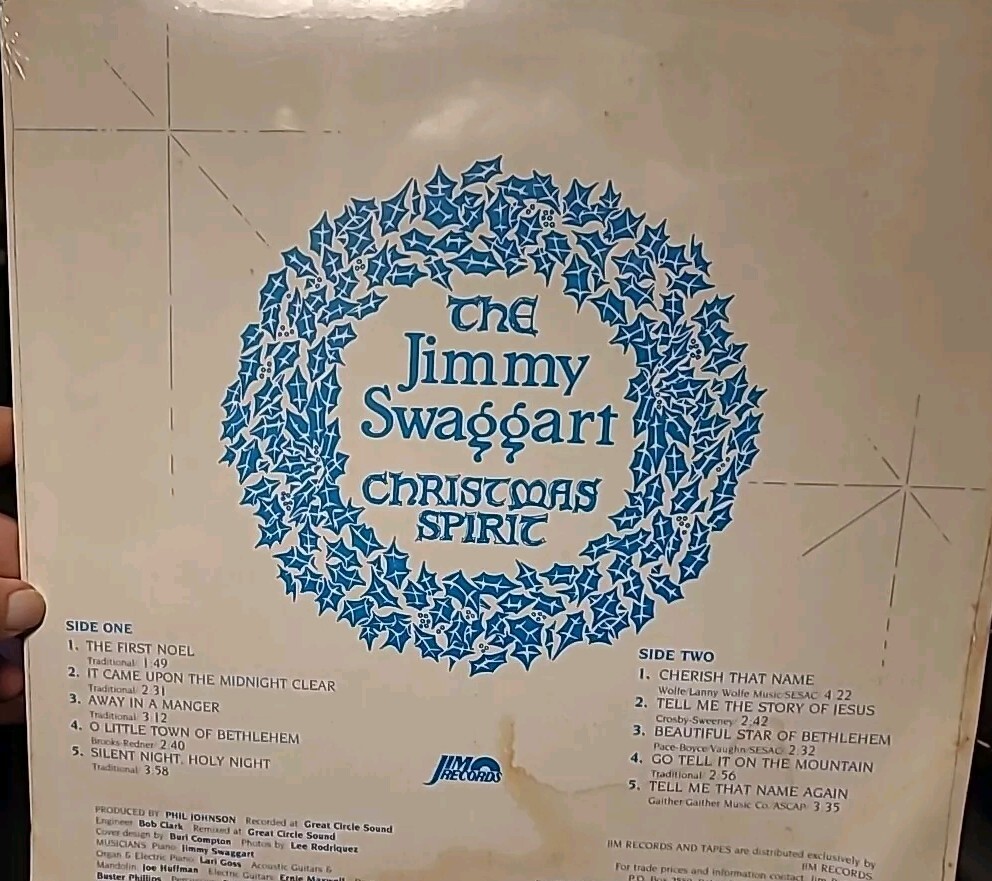 The
Jimmy
Swaggart
CHRISTMAS
SPIRIT
SIDE ONE
1. THE FIRST NOEL
Traditional 1:49
2. IT CAME UPON THE MIDNIGHT CLEAR
Traditional 2:31
3. AWAY IN A MANGER
Traditional 3:12
4. O LITTLE TOWN OF BETHLEHEM
Brooks-Redner 2:40
5. SILENT NIGHT, HOLY NIGHT
Traditional 3:58
SIDE TWO
1. CHERISH THAT NAME
Wolfe/Lanny Wolfe Music/SESAC 4:22
2. TELL ME THE STORY OF JESUS
Crosby-Sweeney 2:42
3. BEAUTIFUL STAR OF BETHLEHEM
Pace-Boyce/Vaughn/SESAC 2:32
4. GO TELL IT ON THE MOUNTAIN
Traditional 2:56
5. TELL ME THAT NAME AGAIN
Gaither/Gaither Music Co./ASCAP 3:35
JIM
RECORDS
PRODUCED BY PHIL JOHNSON Recorded at Great Circle Sound
Engineer Bob Clark Remixed at Great Circle Sound
Cover design by Burl Compton Photos by Lee Rodriquez
MUSICIANS: Piano Jimmy Swaggart
Organ & Electric Piano: Lari Goss Acoustic Guitars &
Mandolin: Joe Huffman Electric Guitars: Ernie
Buster Phillips
JIM RECORDS AND TAPES are distributed exclusively by
JIM RECORDS
For trade prices and information contact: Jim
P.O. Box